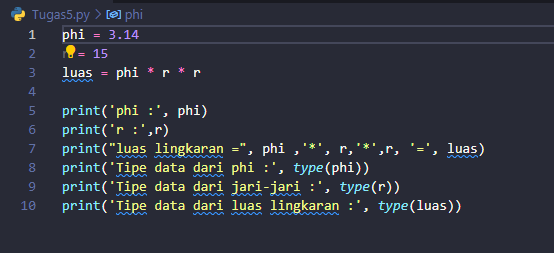 Tugas5.py > phi
1 phi = 3.14
2 = 15
3 luas = phi * r * r
4
5 print('phi :', phi)
6 print('r :',r)
7 print("luas lingkaran =", phi ,'*', r,'*',r, '=', luas)
8 print('Tipe data dari phi :', type(phi))
9 print('Tipe data dari jari-jari :', type(r))
10 print('Tipe data dari luas lingkaran :', type(luas))